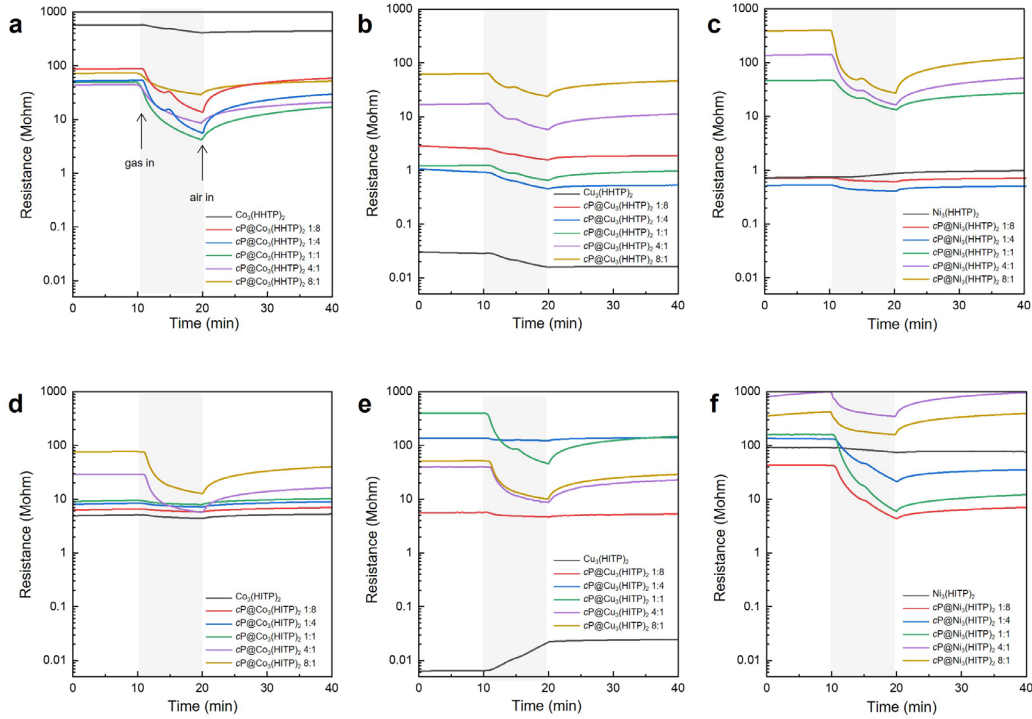 a
Resistance (Mohm)
1000
100
10
1
0.1
0.01
gas in
air in
Co₃(HHTP)₂
cP@Co₃(HHTP)₂ 1:8
cP@Co₃(HHTP)₂ 1:4
cP@Co₃(HHTP)₂ 1:1
cP@Co₃(HHTP)₂ 4:1
cP@Co₃(HHTP)₂ 8:1
0 10 20 30 40
Time (min)
b
Resistance (Mohm)
1000
100
10
1
0.1
0.01
Cu₃(HHTP)₂
cP@Cu₃(HHTP)₂ 1:8
cP@Cu₃(HHTP)₂ 1:4
cP@Cu₃(HHTP)₂ 1:1
cP@Cu₃(HHTP)₂ 4:1
cP@Cu₃(HHTP)₂ 8:1
0 10 20 30 40
Time (min)
c
Resistance (Mohm)
1000
100
10
1
0.1
0.01
Ni₃(HHTP)₂
cP@Ni₃(HHTP)₂ 1:8
cP@Ni₃(HHTP)₂ 1:4
cP@Ni₃(HHTP)₂ 1:1
cP@Ni₃(HHTP)₂ 4:1
cP@Ni₃(HHTP)₂ 8:1
0 10 20 30 40
Time (min)
d
Resistance (Mohm)
1000
100
10
1
0.1
0.01
Co₃(HITP)₂
cP@Co₃(HITP)₂ 1:8
cP@Co₃(HITP)₂ 1:4
cP@Co₃(HITP)₂ 1:1
cP@Co₃(HITP)₂ 4:1
cP@Co₃(HITP)₂ 8:1
0 10 20 30 40
Time (min)
e
Resistance (Mohm)
1000
100
10
1
0.1
0.01
Cu₃(HITP)₂
cP@Cu₃(HITP)₂ 1:8
cP@Cu₃(HITP)₂ 1:4
cP@Cu₃(HITP)₂ 1:1
cP@Cu₃(HITP)₂ 4:1
cP@Cu₃(HITP)₂ 8:1
0 10 20 30 40
Time (min)
f
Resistance (Mohm)
1000
100
10
1
0.1
0.01
Ni₃(HITP)₂
cP@Ni₃(HITP)₂ 1:8
cP@Ni₃(HITP)₂ 1:4
cP@Ni₃(HITP)₂ 1:1
cP@Ni₃(HITP)₂ 4:1
cP@Ni₃(HITP)₂ 8:1
0 10 20 30 40
Time (min)